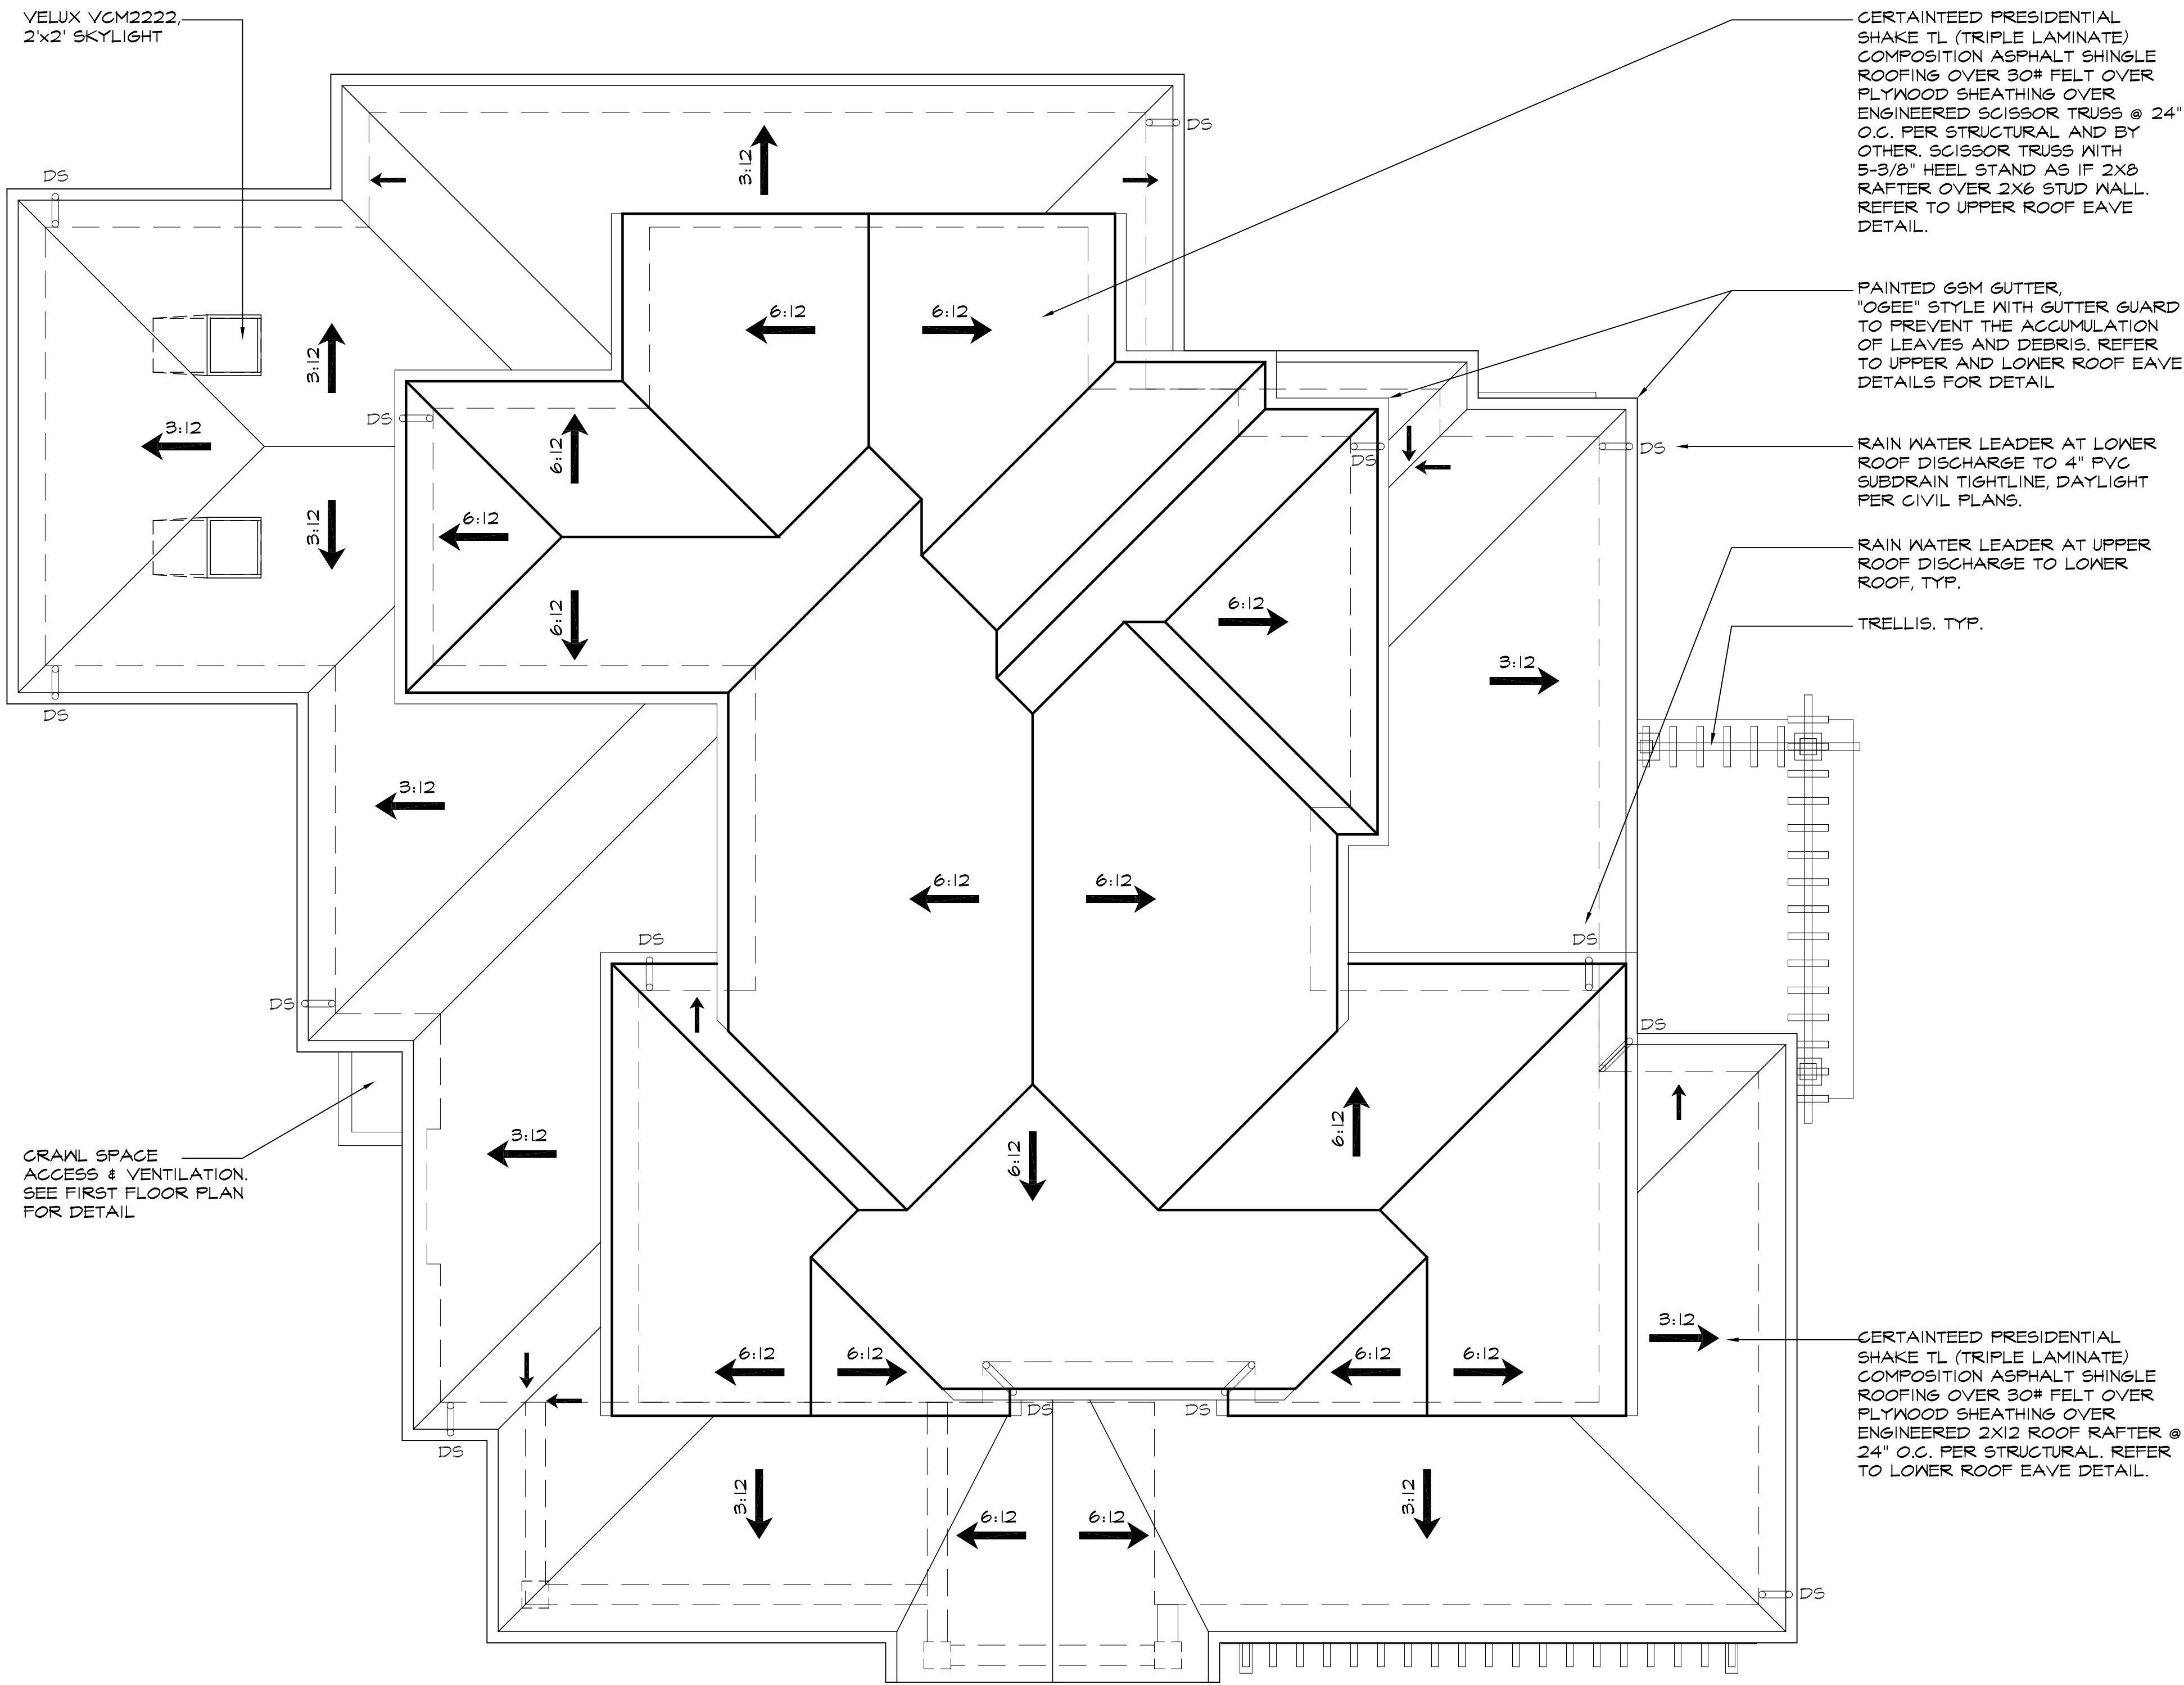 VELUX VCM2222,
2'x2' SKYLIGHT
CERTAINTEED PRESIDENTIAL
SHAKE TL (TRIPLE LAMINATE)
COMPOSITION ASPHALT SHINGLE
ROOFING OVER 30# FELT OVER
PLYWOOD SHEATHING OVER
ENGINEERED SCISSOR TRUSS @ 24"
O.C. PER STRUCTURAL AND BY
OTHER. SCISSOR TRUSS WITH
5-3/8" HEEL STAND AS IF 2X8
RAFTER OVER 2X6 STUD WALL.
REFER TO UPPER ROOF EAVE
DETAIL.
PAINTED GSM GUTTER,
"OGEE" STYLE WITH GUTTER GUARD
TO PREVENT THE ACCUMULATION
OF LEAVES AND DEBRIS. REFER
TO UPPER AND LOWER ROOF EAVE
DETAILS FOR DETAIL
RAIN WATER LEADER AT LOWER
ROOF DISCHARGE TO 4" PVC
SUBDRAIN TIGHTLINE, DAYLIGHT
PER CIVIL PLANS.
RAIN WATER LEADER AT UPPER
ROOF DISCHARGE TO LOWER
ROOF, TYP.
TRELLIS. TYP.
DS
3:12
DS
6:12
6:12
3:12
DS
3:12
6:12
DS
DS
6:12
3:12
6:12
6:12
3:12
DS
3:12
6:12
6:12
DS
DS
DS
DS
CRAWL SPACE
ACCESS & VENTILATION.
SEE FIRST FLOOR PLAN
FOR DETAIL
3:12
6:12
6:12
3:12
6:12
6:12
6:12
6:12
DS
DS
DS
3:12
6:12
6:12
3:12
DS
CERTAINTEED PRESIDENTIAL
SHAKE TL (TRIPLE LAMINATE)
COMPOSITION ASPHALT SHINGLE
ROOFING OVER 30# FELT OVER
PLYWOOD SHEATHING OVER
ENGINEERED 2X12 ROOF RAFTER @
24" O.C. PER STRUCTURAL. REFER
TO LOWER ROOF EAVE DETAIL.